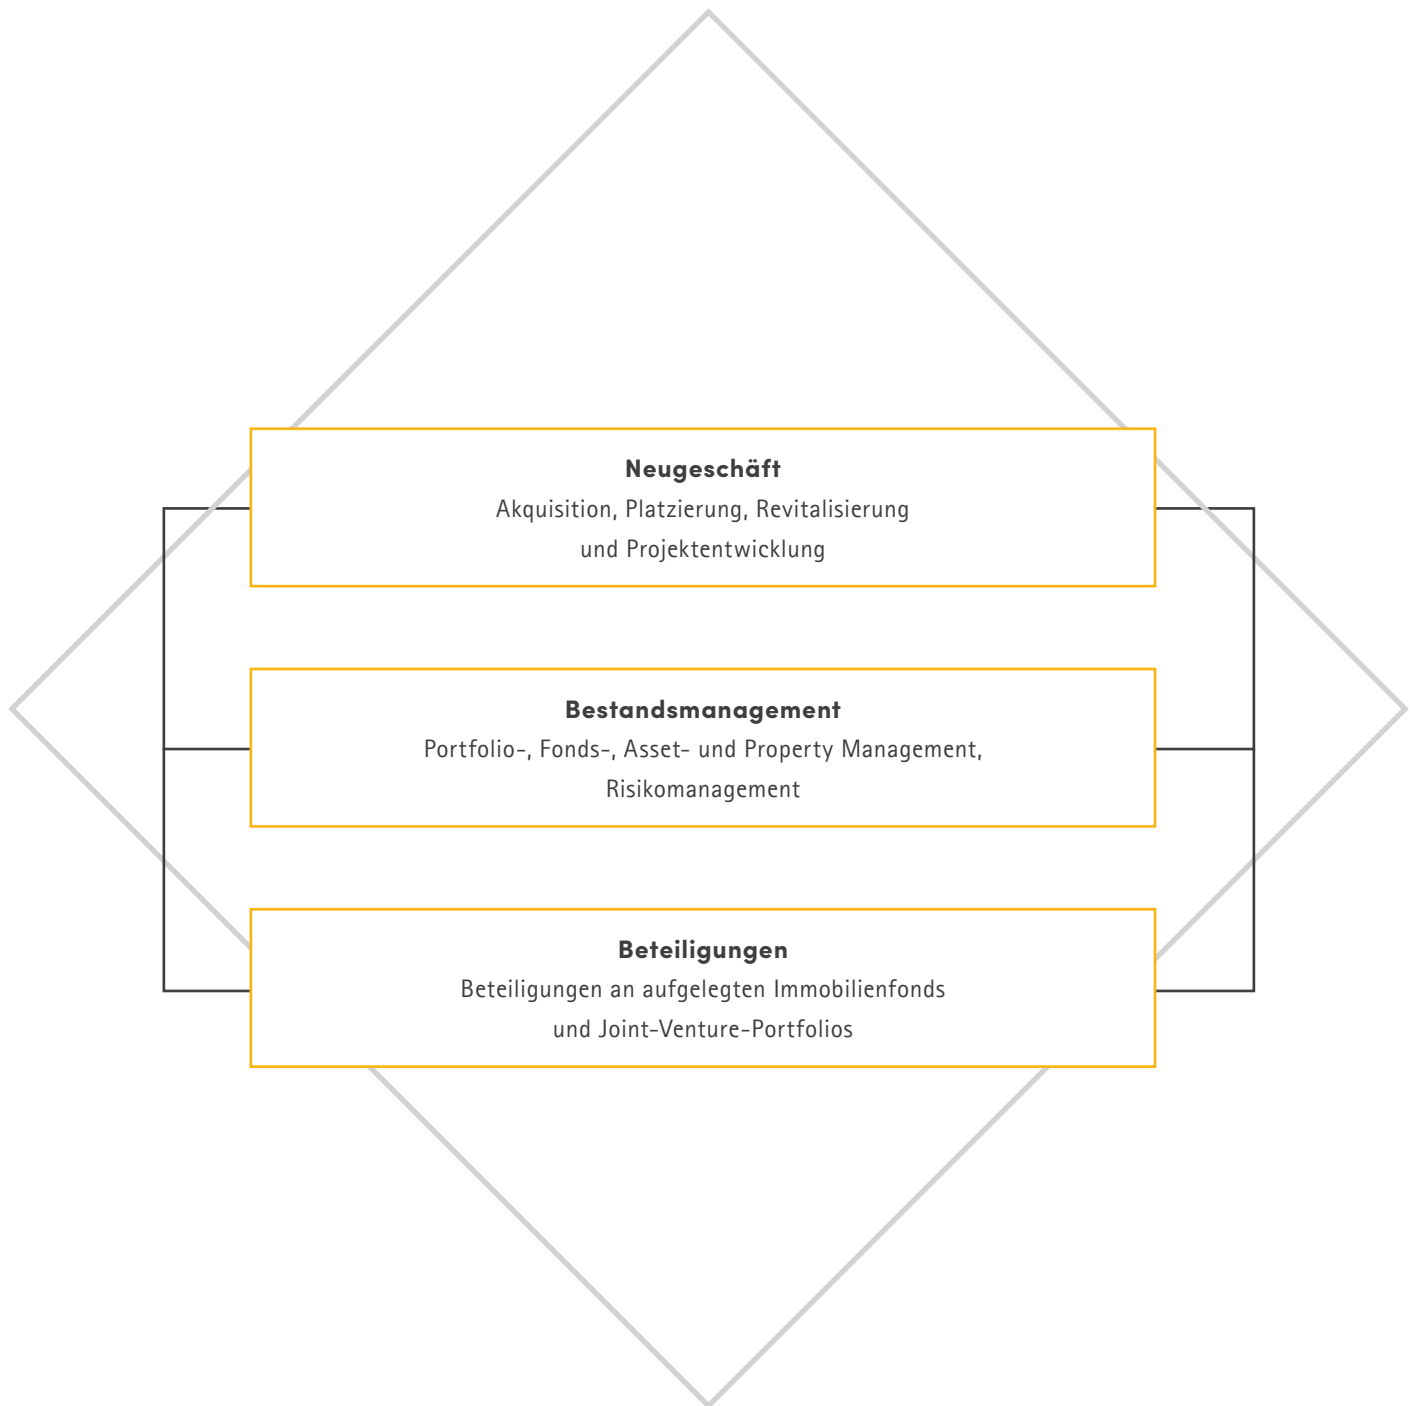 Neugeschäft
Akquisition, Platzierung, Revitalisierung
und Projektentwicklung
Bestandsmanagement
Portfolio-, Fonds-, Asset- und Property Management,
Risikomanagement
Beteiligungen
Beteiligungen an aufgelegten Immobilienfonds
und Joint-Venture-Portfolios